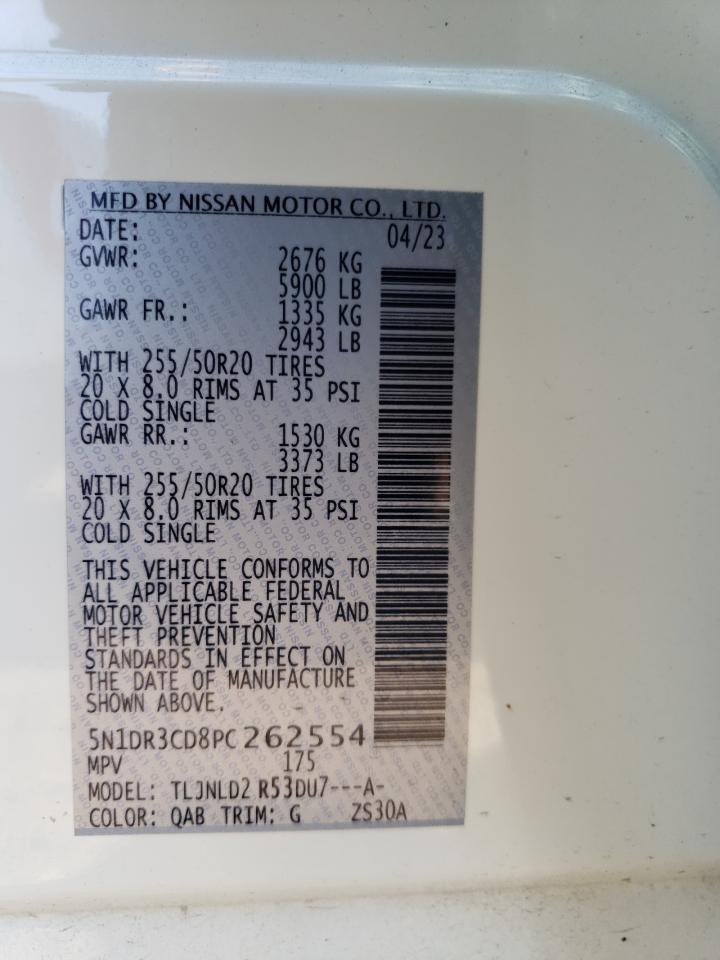 MFD BY NISSAN MOTOR CO., LTD.
DATE: 04/23
GVWR: 2676 KG
5900 LB
GAWR FR.: 1335 KG
2943 LB
WITH 255/50R20 TIRES
20 X 8.0 RIMS AT 35 PSI
COLD SINGLE
GAWR RR.: 1530 KG
3373 LB
WITH 255/50R20 TIRES
20 X 8.0 RIMS AT 35 PSI
COLD SINGLE
THIS VEHICLE CONFORMS TO
ALL APPLICABLE FEDERAL
MOTOR VEHICLE SAFETY AND
THEFT PREVENTION
STANDARDS IN EFFECT ON
THE DATE OF MANUFACTURE
SHOWN ABOVE.
5N1DR3CD8PC262554
MPV 175
MODEL: TLJNLD2 R53DU7---A-
COLOR: QAB TRIM: G ZS30A